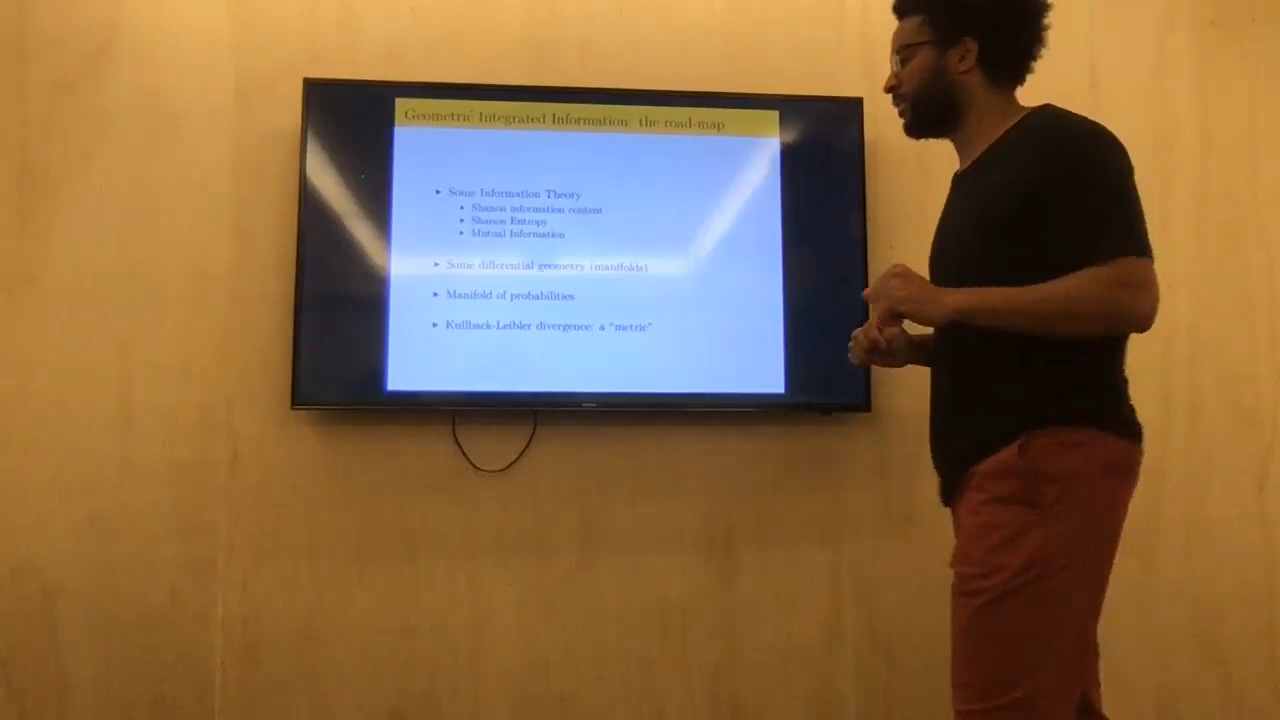 Geometric Integrated Information: the road-map
Some Information Theory
Shanon information content
Shanon Entropy
Mutual Information
Some differential geometry (manifolds)
Manifold of probabilities
Kullback-Leibler divergence: a “metric”